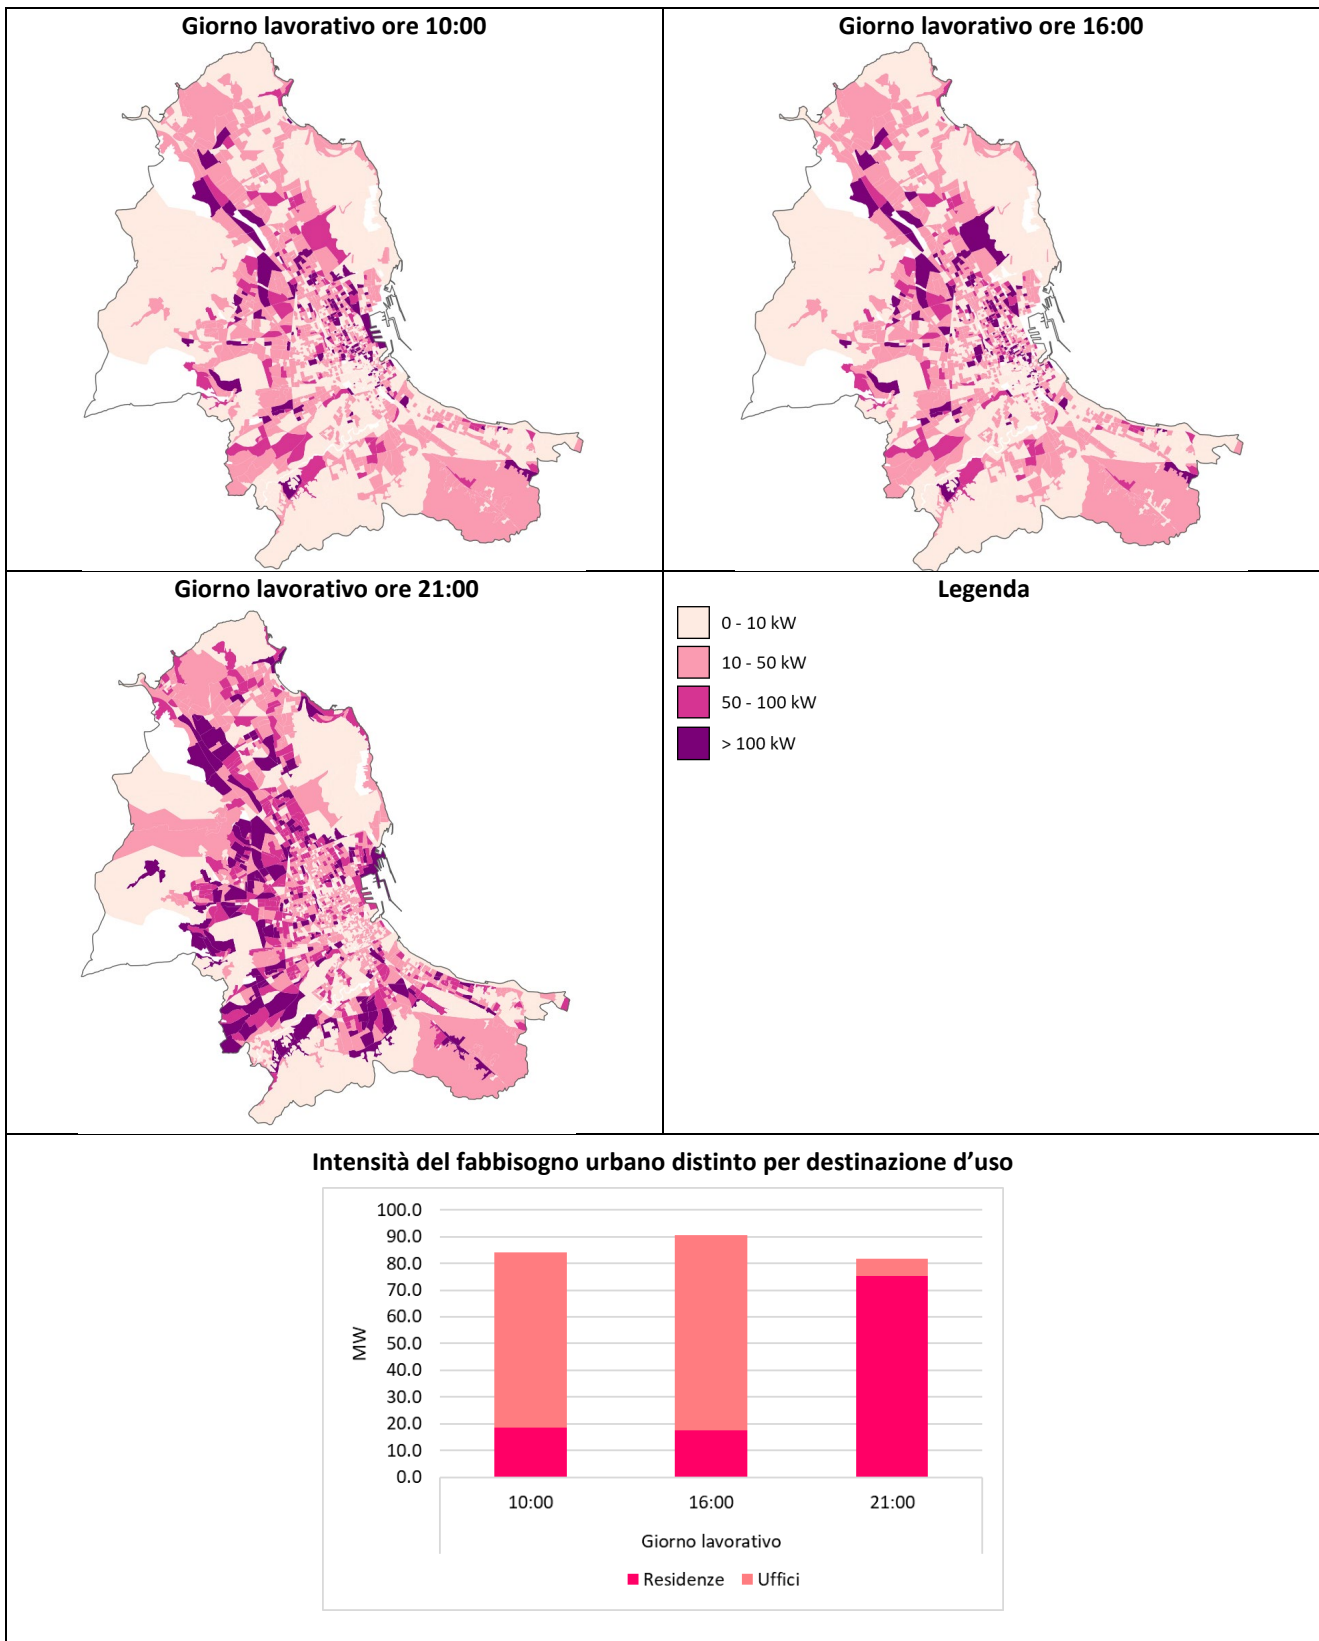 Giorno lavorativo ore 10:00
Giorno lavorativo ore 16:00
Giorno lavorativo ore 21:00
Legenda
0 - 10 kW
10 - 50 kW
50 - 100 kW
> 100 kW
Intensità del fabbisogno urbano distinto per destinazione d’uso
100.0
90.0
80.0
70.0
60.0
50.0
40.0
30.0
20.0
10.0
0.0
MW
10:00
16:00
21:00
Giorno lavorativo
Residenze
Uffici